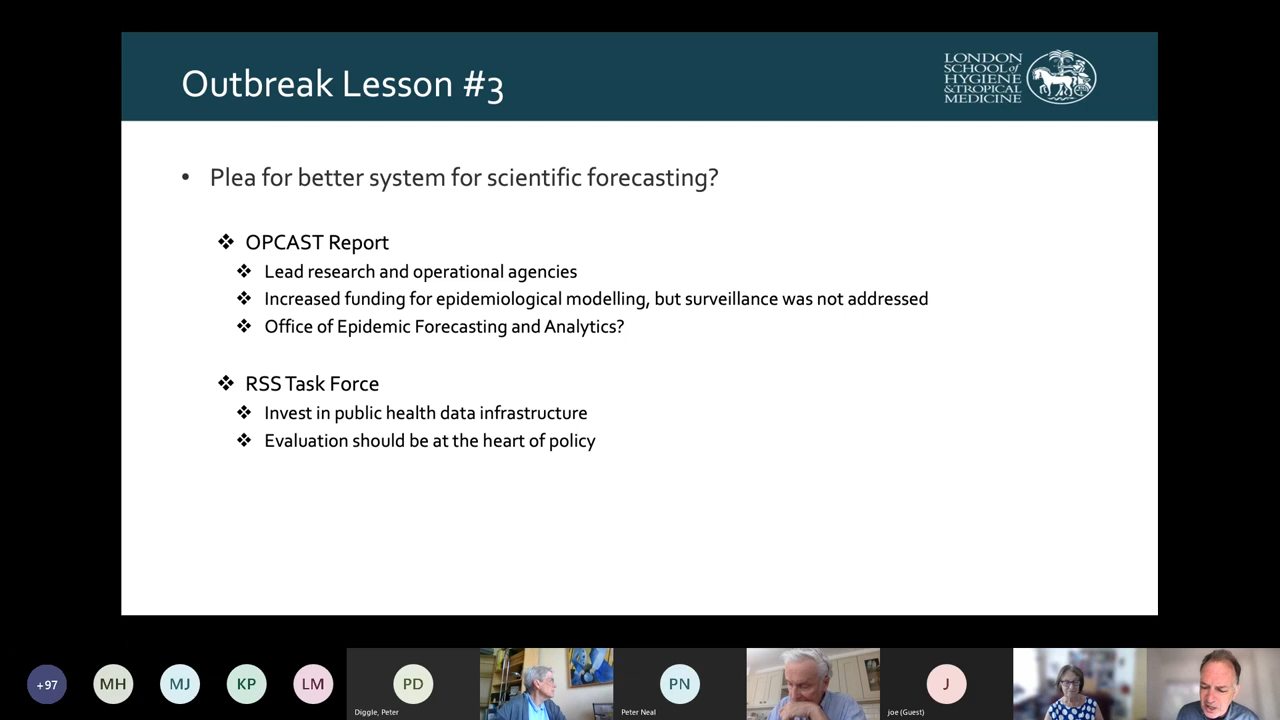 Outbreak Lesson #3
LONDON
SCHOOL of
HYGIENE
& TROPICAL
MEDICINE
• Plea for better system for scientific forecasting?
❖ OPCAST Report
❖ Lead research and operational agencies
❖ Increased funding for epidemiological modelling, but surveillance was not addressed
❖ Office of Epidemic Forecasting and Analytics?
❖ RSS Task Force
❖ Invest in public health data infrastructure
❖ Evaluation should be at the heart of policy
+97
MH
MJ
KP
LM
PD
Diggle, Peter
PN
Peter Neal
J
joe (Guest)